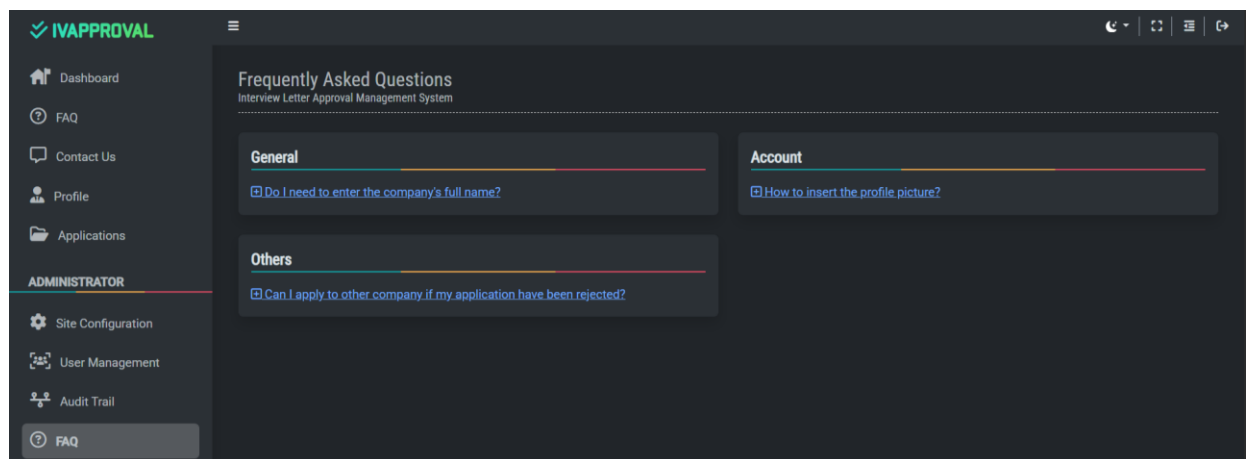 IVAPPROVAL
Dashboard
FAQ
Contact Us
Profile
Applications
ADMINISTRATOR
Site Configuration
User Management
Audit Trail
FAQ
Frequently Asked Questions
Interview Letter Approval Management System
General
Do I need to enter the company's full name?
Account
How to insert the profile picture?
Others
Can I apply to other company if my application have been rejected?